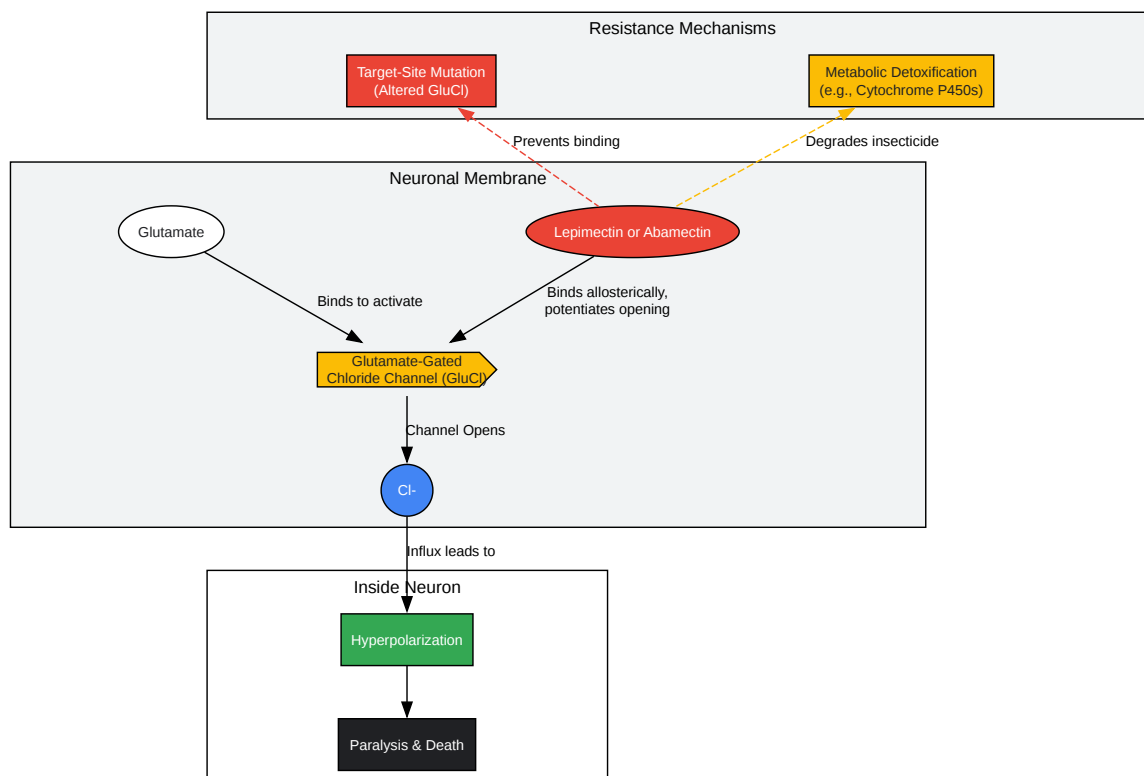 Resistance Mechanisms
Target-Site Mutation
(Altered GluCl)
Metabolic Detoxification
(e.g., Cytochrome P450s)
Prevents binding
Degrades insecticide
Neuronal Membrane
Glutamate
Lepimectin or Abamectin
Binds to activate
Binds allosterically,
potentiates opening
Glutamate-Gated
Chloride Channel (GluCl)
Channel Opens
Cl-
Influx leads to
Inside Neuron
Hyperpolarization
Paralysis & Death